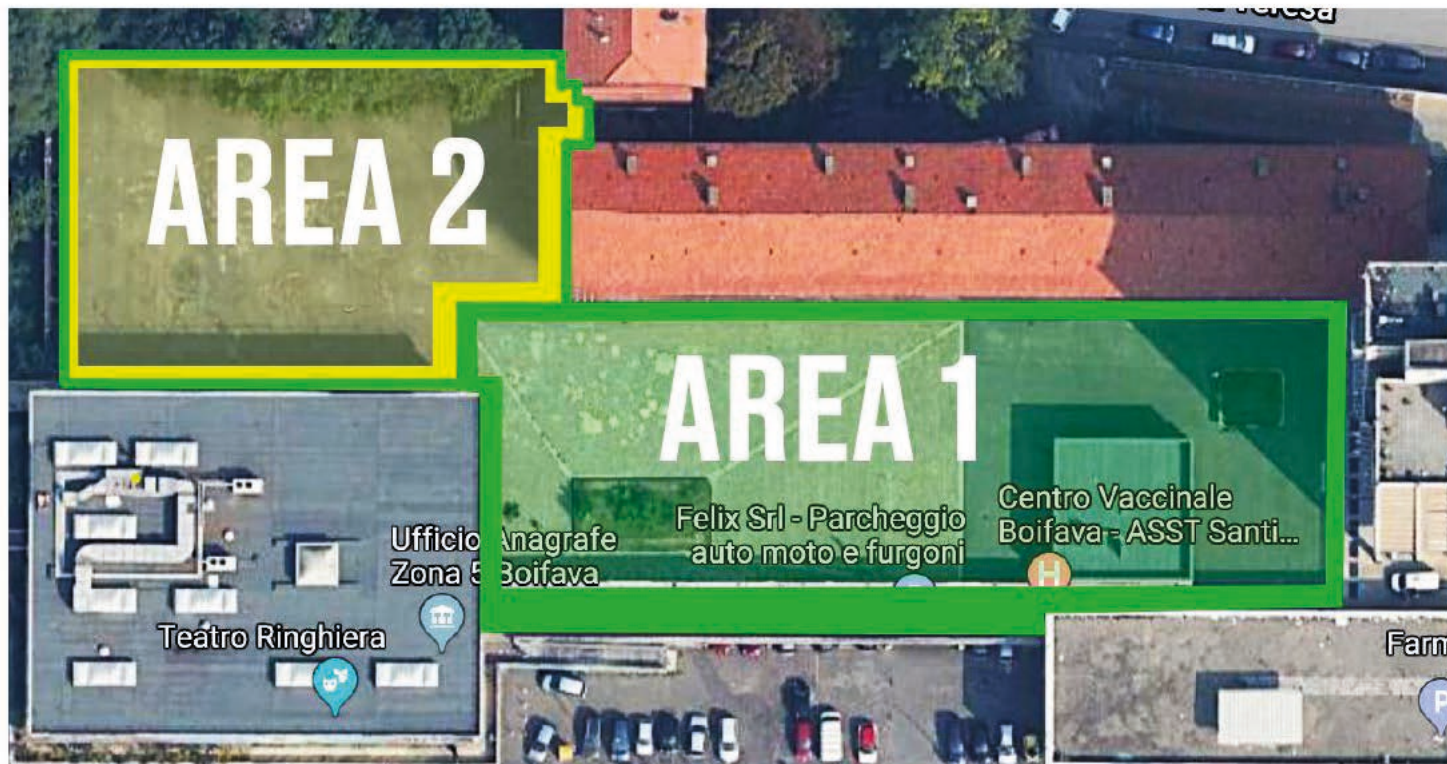 Teresa
AREA 2
AREA 1
Felix Srl - Parcheggio
auto moto e furgoni
Centro Vaccinale
Boifava - ASST Santi...
H
Ufficio Anagrafe
Zona 5 Boifava
Teatro Ringhiera
Farm
P